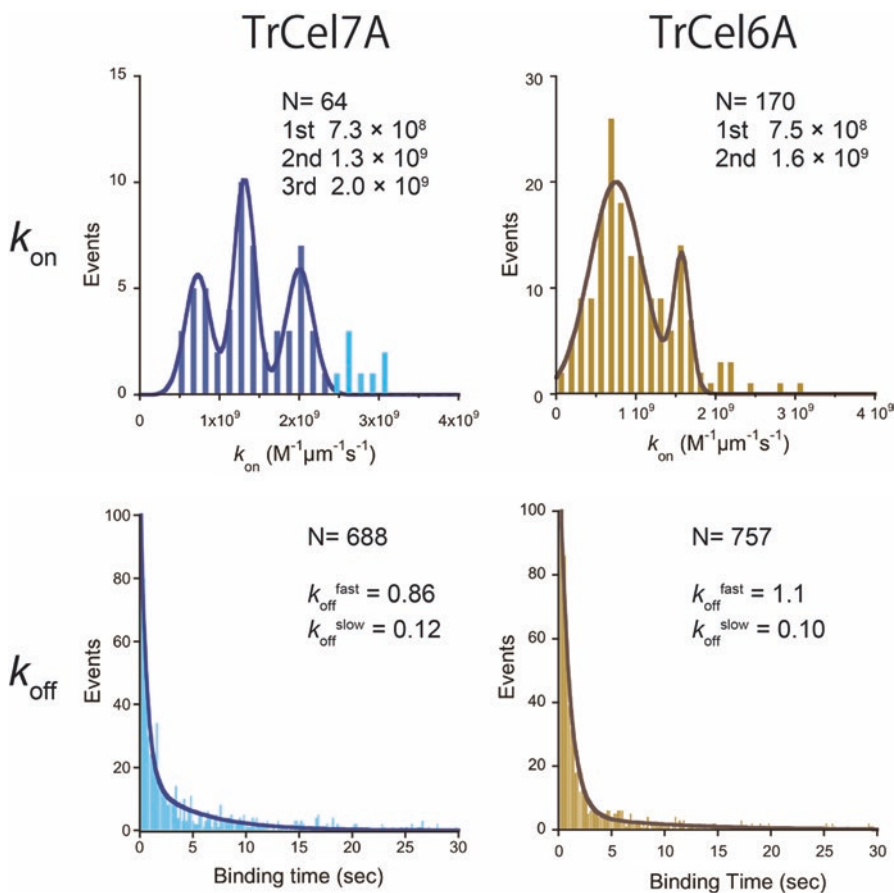 TrCel7A
TrCel6A
k_on
15
10
5
0
Events
N= 64
1st 7.3 × 10⁸
2nd 1.3 × 10⁹
3rd 2.0 × 10⁹
0 1x10⁹ 2x10⁹ 3x10⁹ 4x10⁹
k_on (M⁻¹µm⁻¹s⁻¹)
30
20
10
0
Events
N= 170
1st 7.5 × 10⁸
2nd 1.6 × 10⁹
0 1 10⁹ 2 10⁹ 3 10⁹ 4 10⁹
k_on (M⁻¹µm⁻¹s⁻¹)
k_off
100
80
60
40
20
0
Events
N= 688
k_off^fast = 0.86
k_off^slow = 0.12
0 5 10 15 20 25 30
Binding time (sec)
100
80
60
40
20
0
Events
N= 757
k_off^fast = 1.1
k_off^slow = 0.10
0 5 10 15 20 25 30
Binding Time (sec)